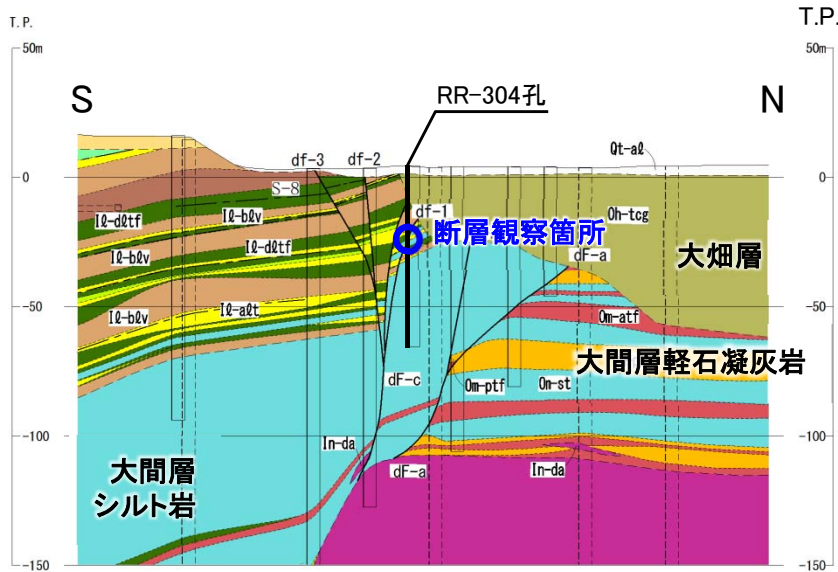 T.P.
T.P.
50m
50m
S
RR-304孔
N
df-3
df-2
Qt-al
0
0
S-8
df-1
Il-dltf
Il-blv
Oh-tcg
断層観察箇所
大畑層
Il-dltf
dF-a
Il-blv
-50
-50
Il-blv
Il-alt
Om-atf
大間層軽石凝灰岩
dF-c
Om-ptf
Om-st
-100
-100
In-da
大間層
シルト岩
dF-a
In-da
-150
-150